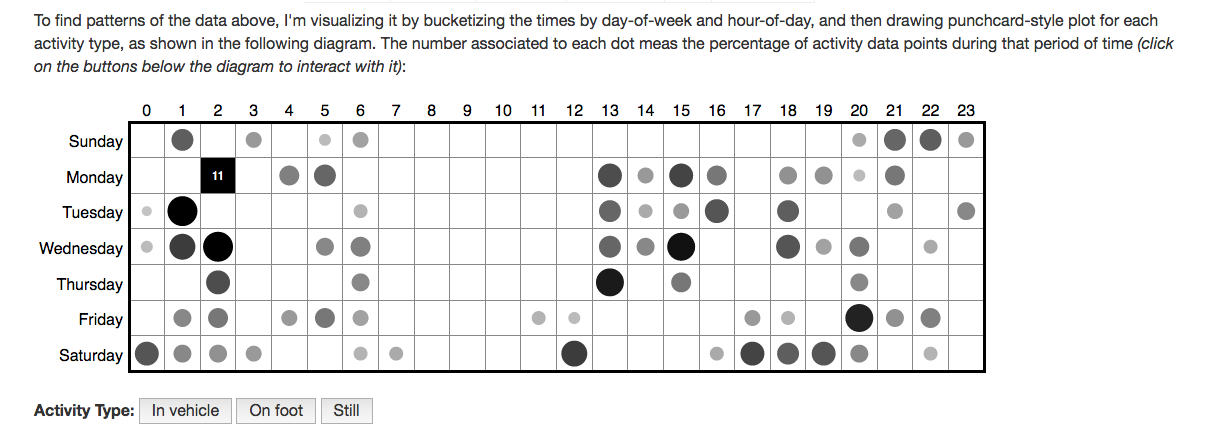 To find patterns of the data above, I'm visualizing it by bucketizing the times by day-of-week and hour-of-day, and then drawing punchcard-style plot for each
activity type, as shown in the following diagram. The number associated to each dot meas the percentage of activity data points during that period of time (click
on the buttons below the diagram to interact with it):
0 1 2 3 4 5 6 7 8 9 10 11 12 13 14 15 16 17 18 19 20 21 22 23
Sunday
Monday 11
Tuesday
Wednesday
Thursday
Friday
Saturday
Activity Type: In vehicle On foot Still